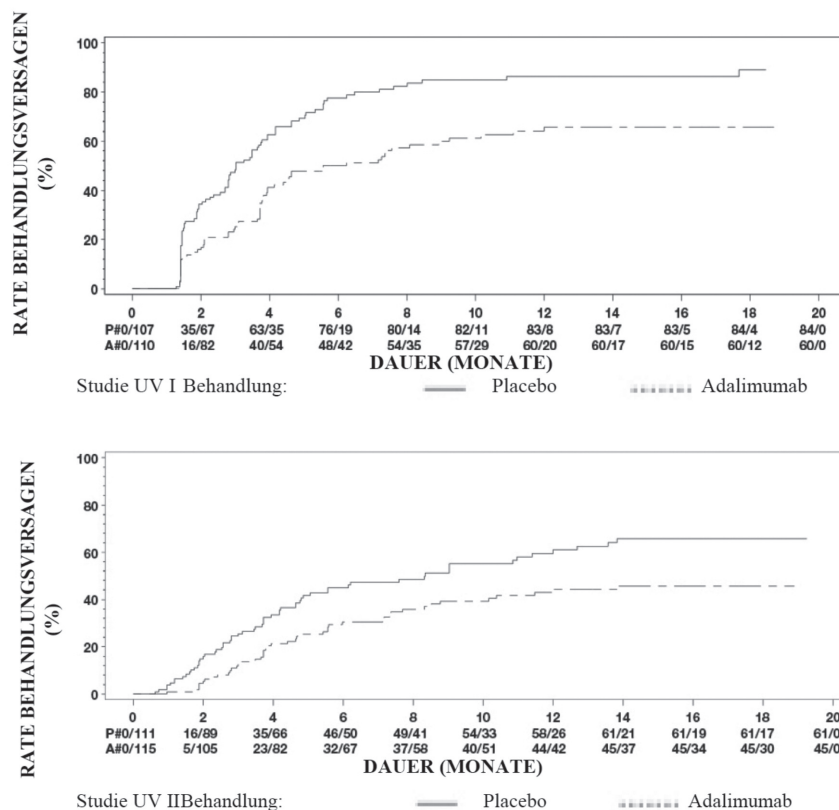 RATE BEHANDLUNGSVERSAGEN
(%)
100
80
60
40
20
0
0 2 4 6 8 10 12 14 16 18 20
P#0/107 35/67 63/35 76/19 80/14 82/11 83/8 83/7 83/5 84/4 84/0
A#0/110 16/82 40/54 48/42 54/35 57/29 60/20 60/17 60/15 60/12 60/0
DAUER (MONATE)
Studie UV I Behandlung: Placebo Adalimumab
RATE BEHANDLUNGSVERSAGEN
(%)
100
80
60
40
20
0
0 2 4 6 8 10 12 14 16 18 20
P#0/111 16/89 35/66 46/50 49/41 54/33 58/26 61/21 61/19 61/17 61/0
A#0/115 5/105 23/82 32/67 37/58 40/51 44/42 45/37 45/34 45/30 45/0
DAUER (MONATE)
Studie UV IIBehandlung: Placebo Adalimumab